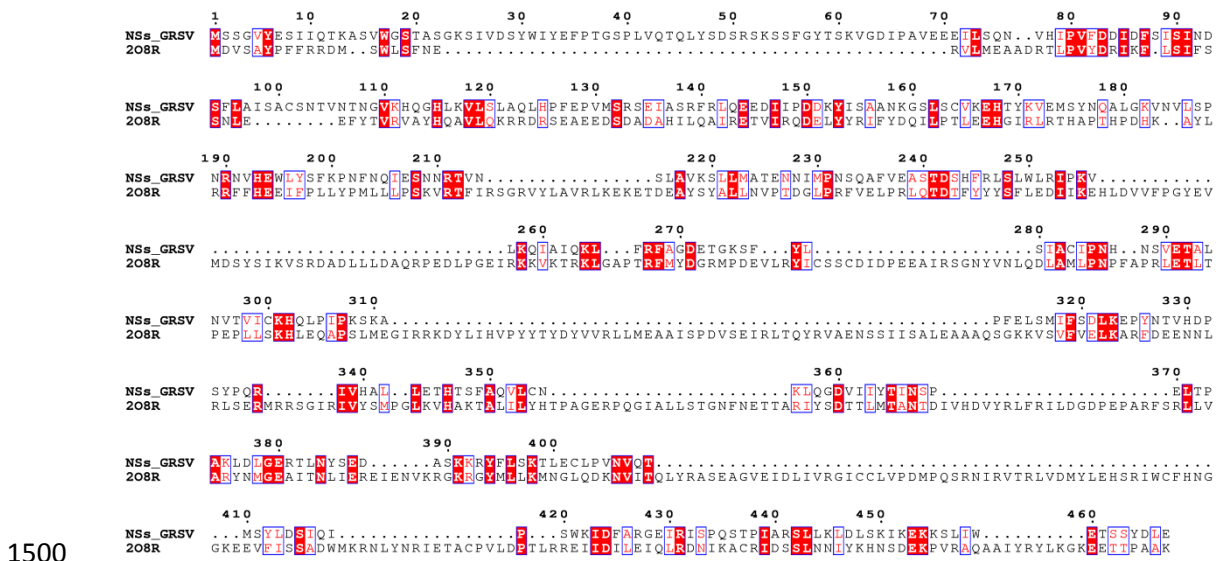 1 10 20 30 40 50 60 70 80 90
NSs_GRSV MSSGVYESIIQTKASVWGSTASGKSIVDSYWIYEFPTGSPLVQTQLYSDSRSKSSFGYTSKVGDIPAVEEEILSQN..VHIPVFDDIDFSISIND
2O8R MDVSAYPFFRRDM..SWLSFNE................................................RVLMEAADRTLPVYDRIKF.LSIFS
100 110 120 130 140 150 160 170 180
NSs_GRSV SFLAISACSNTVNTNGVKHQGHLKVLSLAQLHPFEPVMSRSEIASRFRLQEEDIIPDDKYISAANKGSLSCVKEHTYKVEMSYNQALGKVNVLSP
2O8R SNLE........EFYTVRVAYHQAVLQKRRDRSEAEEDSDADAHILQAIRETVIRQDELYYRIFYDQILPTLEEHGIRLRTHAPTHPDHK..AYL
190 200 210 220 230 240 250
NSs_GRSV NRNVHEWLYSFKPNFNQIESNNRTVN.................SLAVKSLLMATENNIMPNSQAFVEASTDSHFRLSLWLRIPKV..........
2O8R RRFFHEEIFPLLYPMLLLPSKVRTFIRSGRVYLAVRLKEKETDEAYSYALLNVPTDGLPRFVELPRLQTDTFYYYSFLEDIIKEHLDVVFPGYEV
260 270 280 290
NSs_GRSV ............................LKQIAIQKL..FRFAGDETGKSF..YL.....................SIACIPNH.NSVETAL
2O8R MDSYSIKVSRDADLLLDAQRPEDLPGEIRKKVKTRKLGAPTRFMYDGRMPDEVLRYICSSCDIDPEEAIRSGNYVNLQDLAMLPNPFAPRLETLT
300 310 320 330
NSs_GRSV NVTVICKHQLPIPKSKA.........................................................PFELSMIFSDLKEPYNTVHDP
2O8R PEPLLSKHLEQAPSLMEGIRRKDYLIHVPYYTYDYVVRLLMEAAISPDVSEIRLTQYRVAENSSIISALEAAAQSGKKVSVFVELKARFDEENNL
340 350 360 370
NSs_GRSV SYPQR.......IVHAL..LETHTSFAQVLCN........................KLQGDVIIYTINSP.......................ELTP
2O8R RLSERMRRSGIRIVYSMPGLKVHAKTALILYHTPAGERPQGIALLSTGNFNETTARIYSDTTLMTANTDIVHDVYRLFRILDGDPEPARFSRLLV
380 390 400
NSs_GRSV AKLDLGERTLNYSED........ASKKRYFLSKTLECLPVNVQT......................................................
2O8R ARYNMGEAITNLIEREIENVKRGKRGYMLLKMNGLQDKNVITQLYRASEAGVEIDLIVRGICCLVPDMPQSRNIRVTRLVDMYLEHSRIWCFHNG
410 420 430 440 450 460
NSs_GRSV ...MSYLDSIQI.................P...SWKIDFARGEIRISPQSTPIARSLLKLDLSKIKEKKSLIW.......ETSSYDLE
2O8R GKEEVFISSADWMKRNLYNRIETACPVLDPTLRREIIDILEIQLRDNIKACRIDSSLNNIYKHNSDEKPVRAQAAIYRYLKGKEETTPAAK
1500